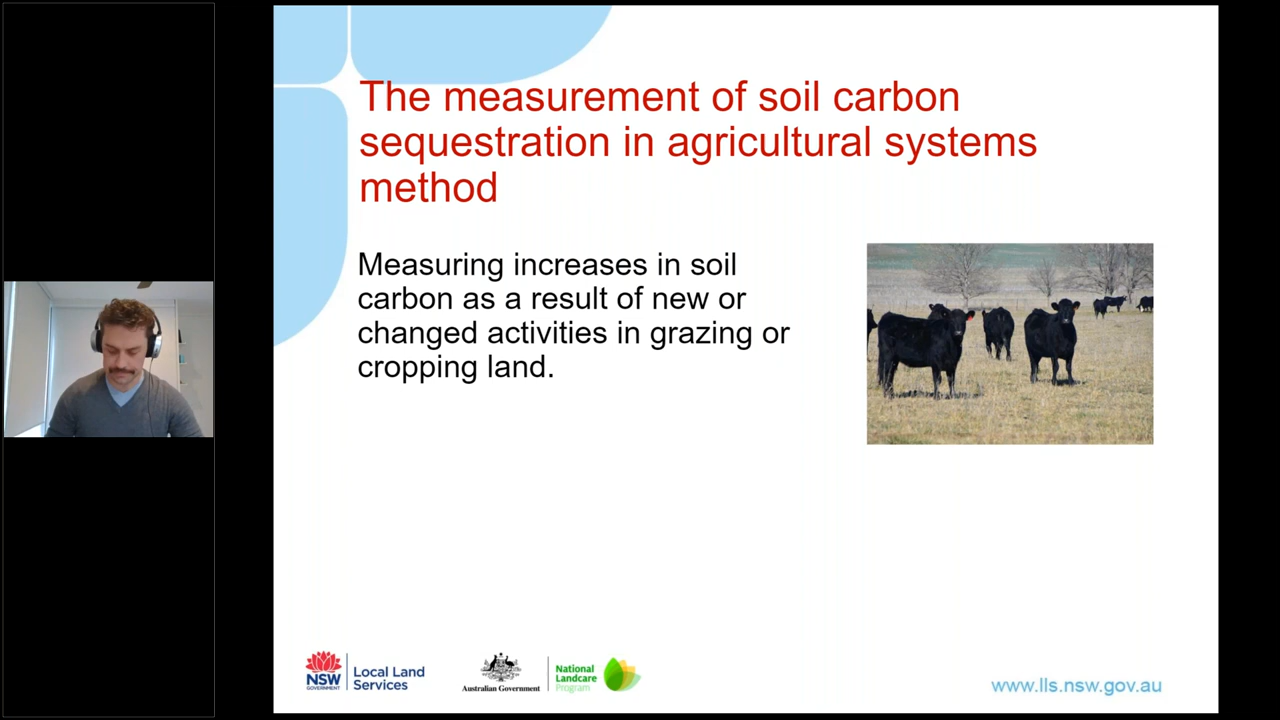 The measurement of soil carbon
sequestration in agricultural systems
method
Measuring increases in soil
carbon as a result of new or
changed activities in grazing or
cropping land.
NSW
GOVERNMENT
Local Land
Services
Australian Government
National
Landcare
Program
www.lls.nsw.gov.au